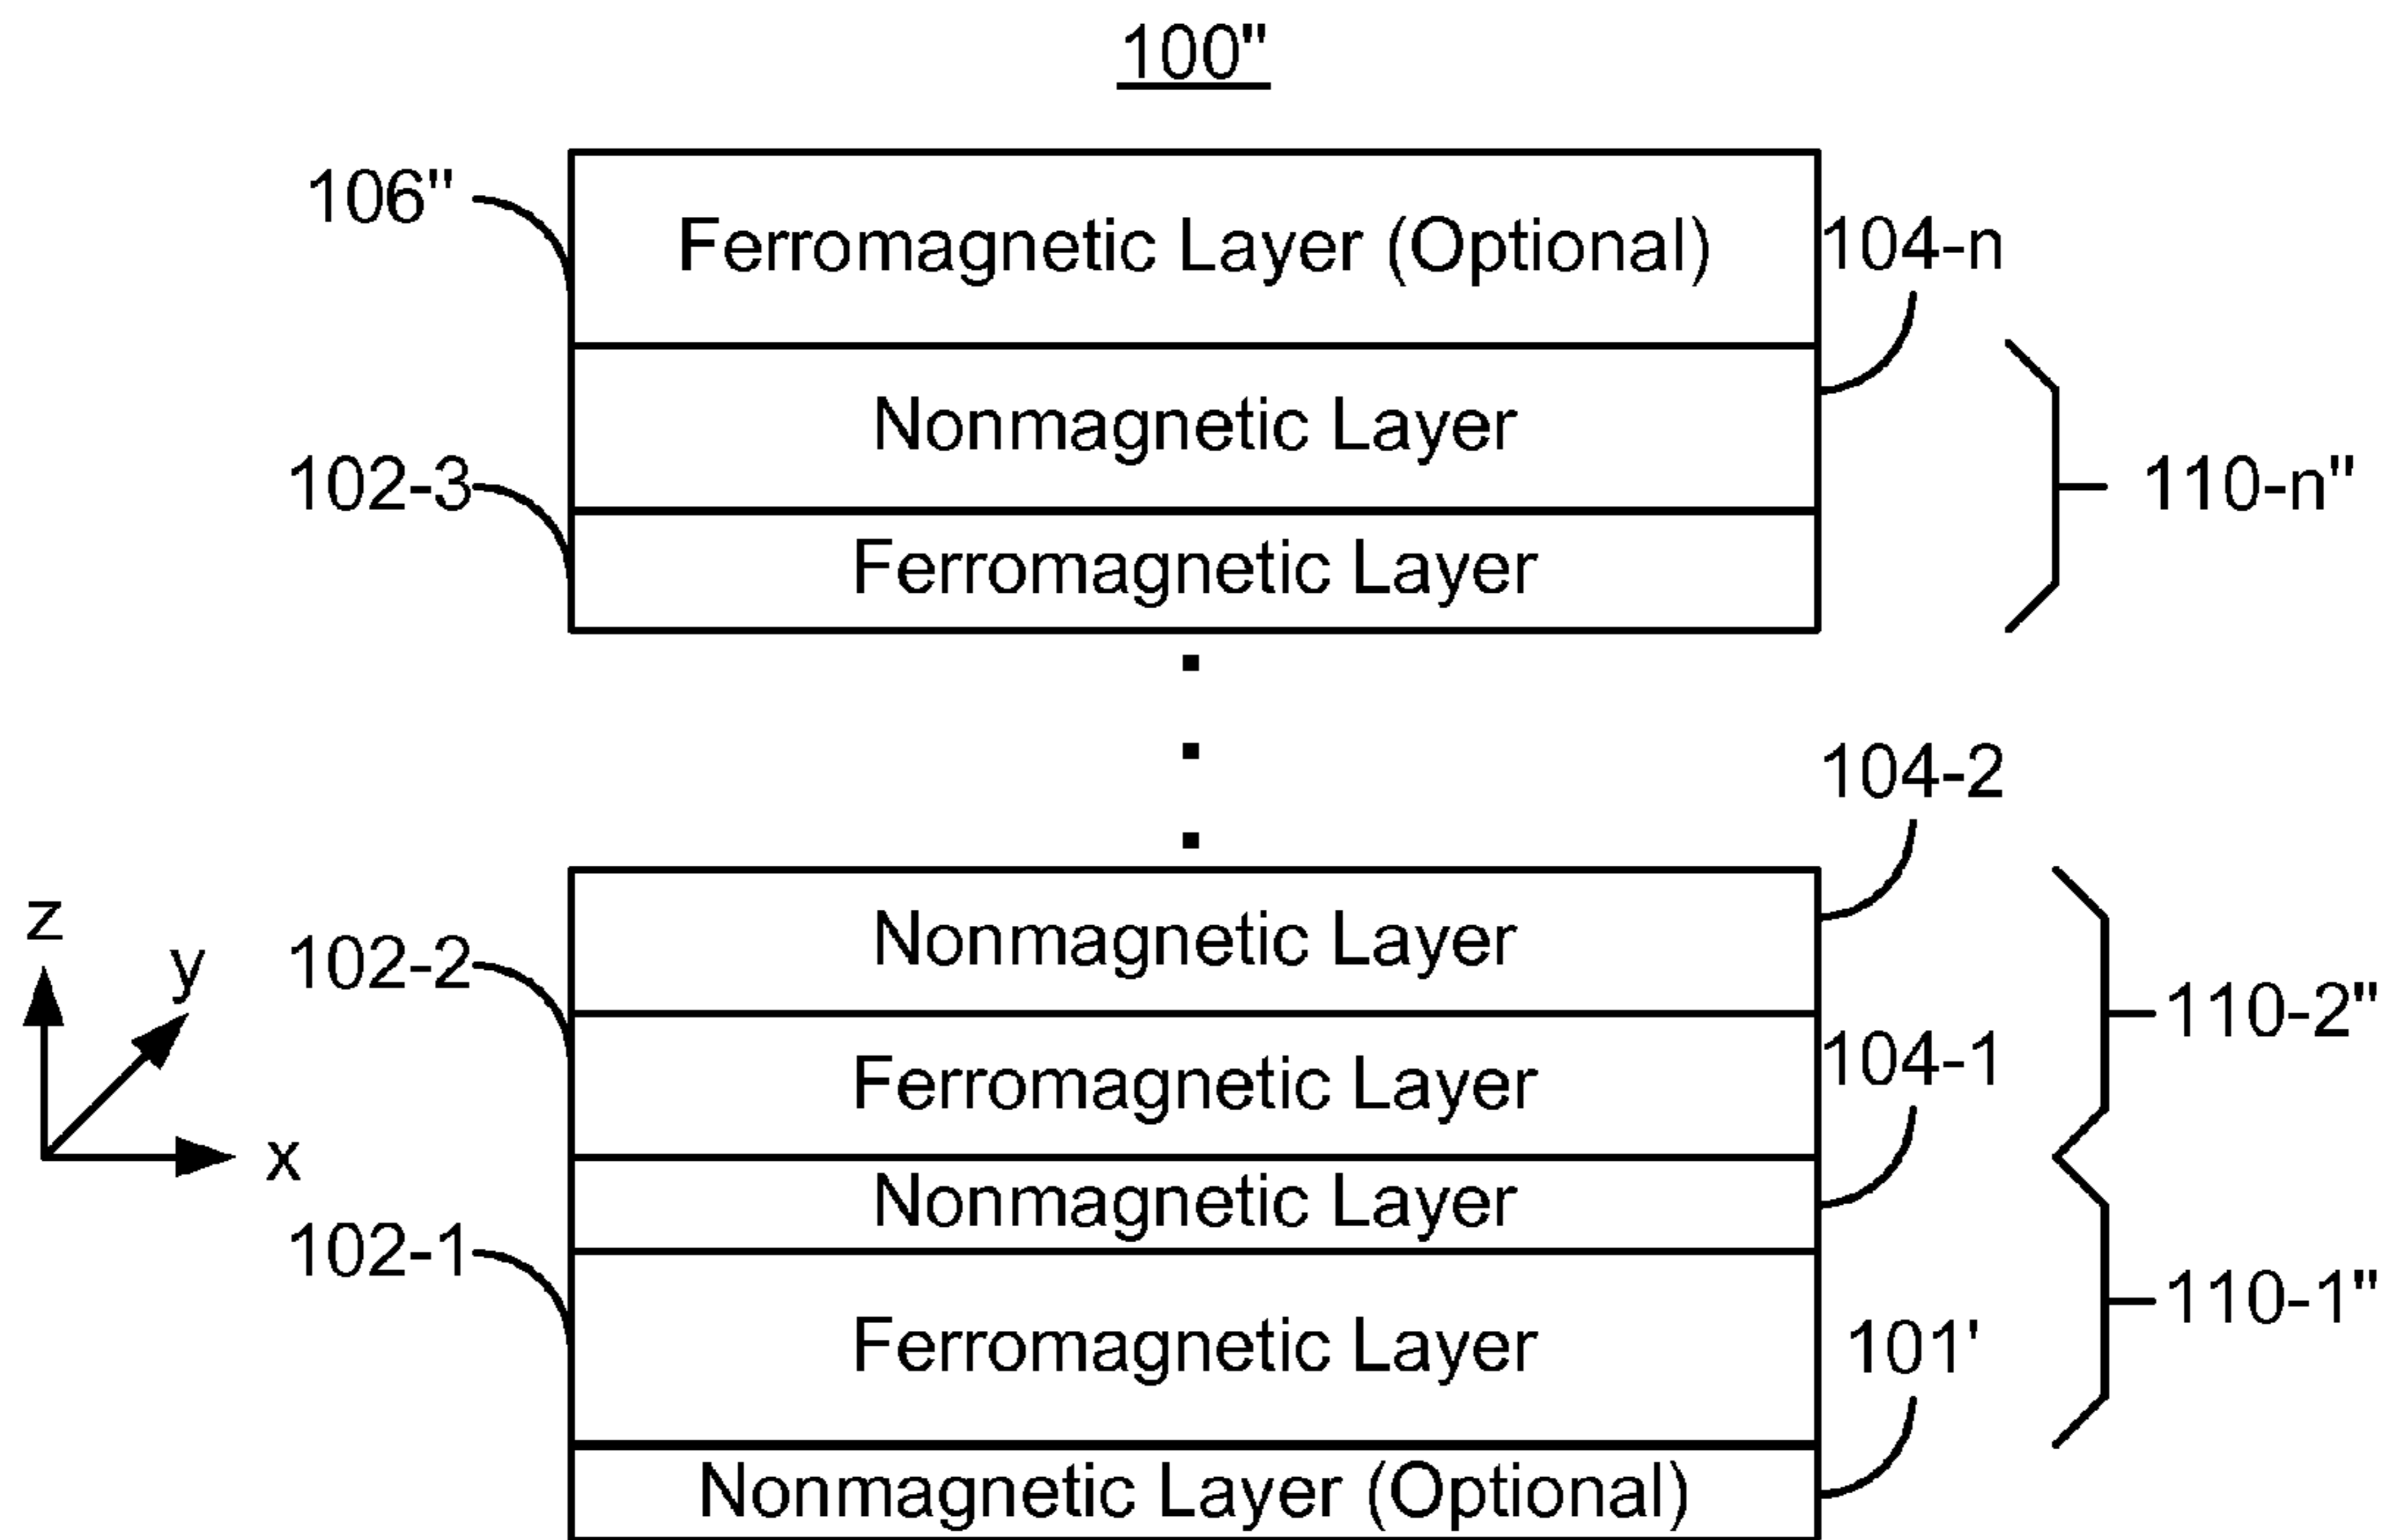 100"
106"
Ferromagnetic Layer (Optional)
104-n
Nonmagnetic Layer
102-3
110-n"
Ferromagnetic Layer
104-2
Nonmagnetic Layer
z
y
102-2
110-2"
Ferromagnetic Layer
104-1
x
Nonmagnetic Layer
102-1
110-1"
Ferromagnetic Layer
101'
Nonmagnetic Layer (Optional)